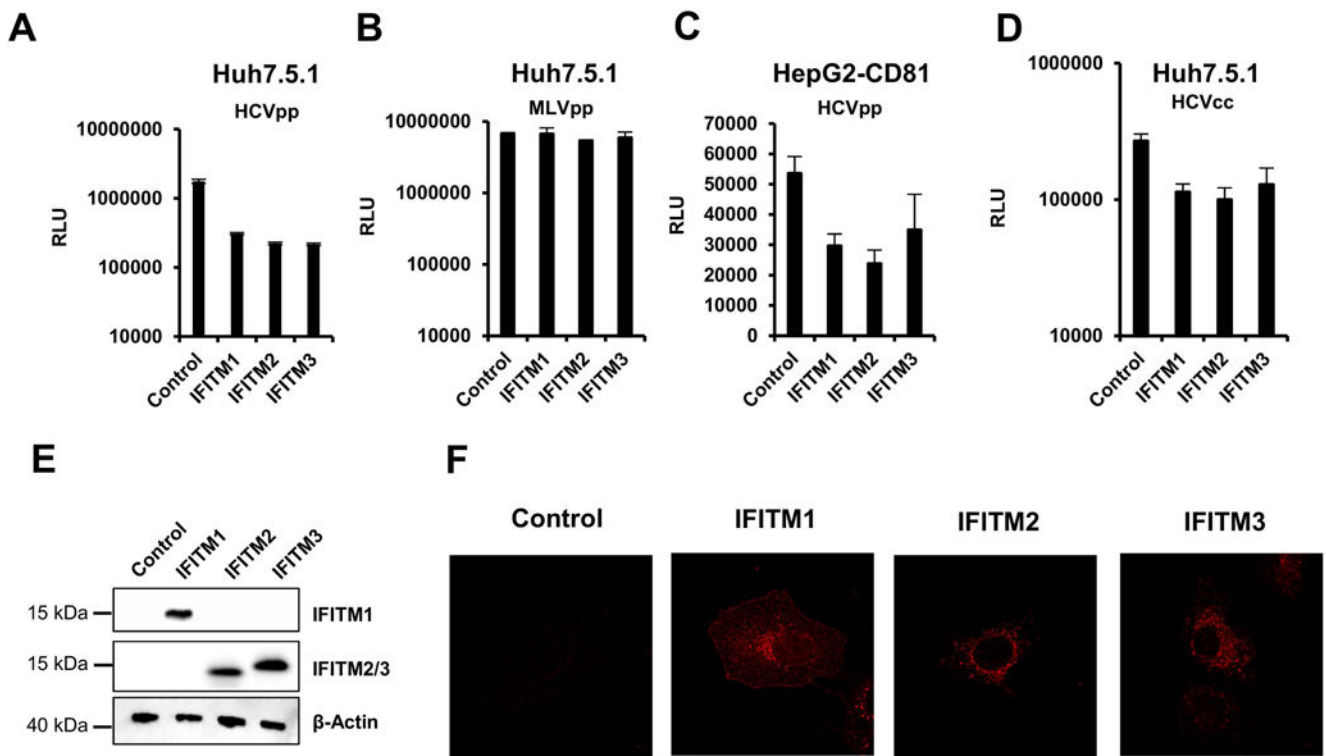 A
Huh7.5.1
HCVpp
RLU
10000000
1000000
100000
10000
Control
IFITM1
IFITM2
IFITM3
B
Huh7.5.1
MLVpp
RLU
10000000
1000000
100000
10000
Control
IFITM1
IFITM2
IFITM3
C
HepG2-CD81
HCVpp
RLU
70000
60000
50000
40000
30000
20000
10000
0
Control
IFITM1
IFITM2
IFITM3
D
Huh7.5.1
HCVcc
RLU
1000000
100000
10000
Control
IFITM1
IFITM2
IFITM3
E
Control
IFITM1
IFITM2
IFITM3
15 kDa
IFITM1
15 kDa
IFITM2/3
40 kDa
β-Actin
F
Control
IFITM1
IFITM2
IFITM3